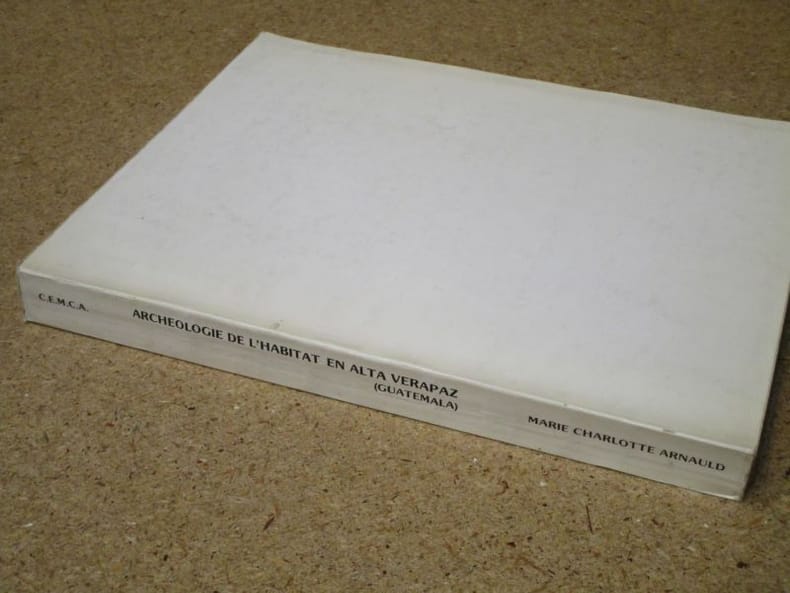 C.E.M.C.A.
ARCHEOLOGIE DE L'HABITAT EN ALTA VERAPAZ
(GUATEMALA)
MARIE CHARLOTTE ARNAULD